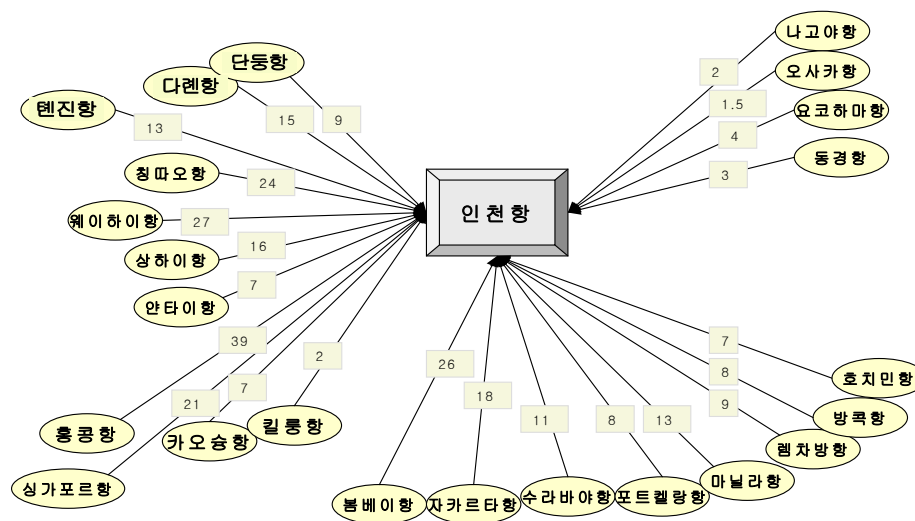 나고야항
단둥항
오사카항
2
다롄항
1.5
톈진항
요코하마항
15
9
13
4
동경항
칭따오항
3
24
인천항
웨이하이항
27
16
상하이항
7
얀타이항
39
7
2
26
8
호치민항
18
9
21
7
방콕항
11
8
13
킬룽항
홍콩항
카오슝항
렘차방항
마닐라항
싱가포르항
봄베이항
자카르타항
수라바야항
포트켈랑항